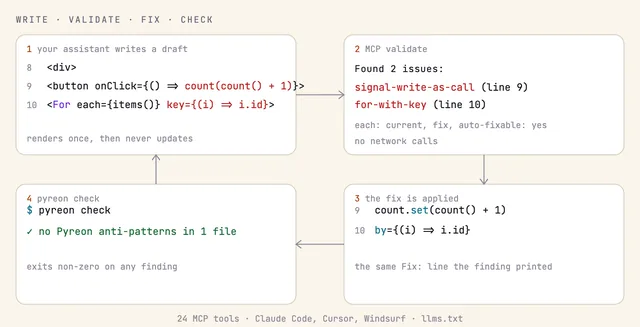 WRITE · VALIDATE · FIX · CHECK
1 your assistant writes a draft
8 <div>
9 <button onClick={() => count(count() + 1)}>
10 <For each={items()} key={(i) => i.id}>
renders once, then never updates
2 MCP validate
Found 2 issues:
signal-write-as-call (line 9)
for-with-key (line 10)
each: current, fix, auto-fixable: yes
no network calls
4 pyreon check
$ pyreon check
✓ no Pyreon anti-patterns in 1 file
exits non-zero on any finding
3 the fix is applied
9 count.set(count() + 1)
10 by={(i) => i.id}
the same Fix: line the finding printed
24 MCP tools · Claude Code, Cursor, Windsurf · llms.txt